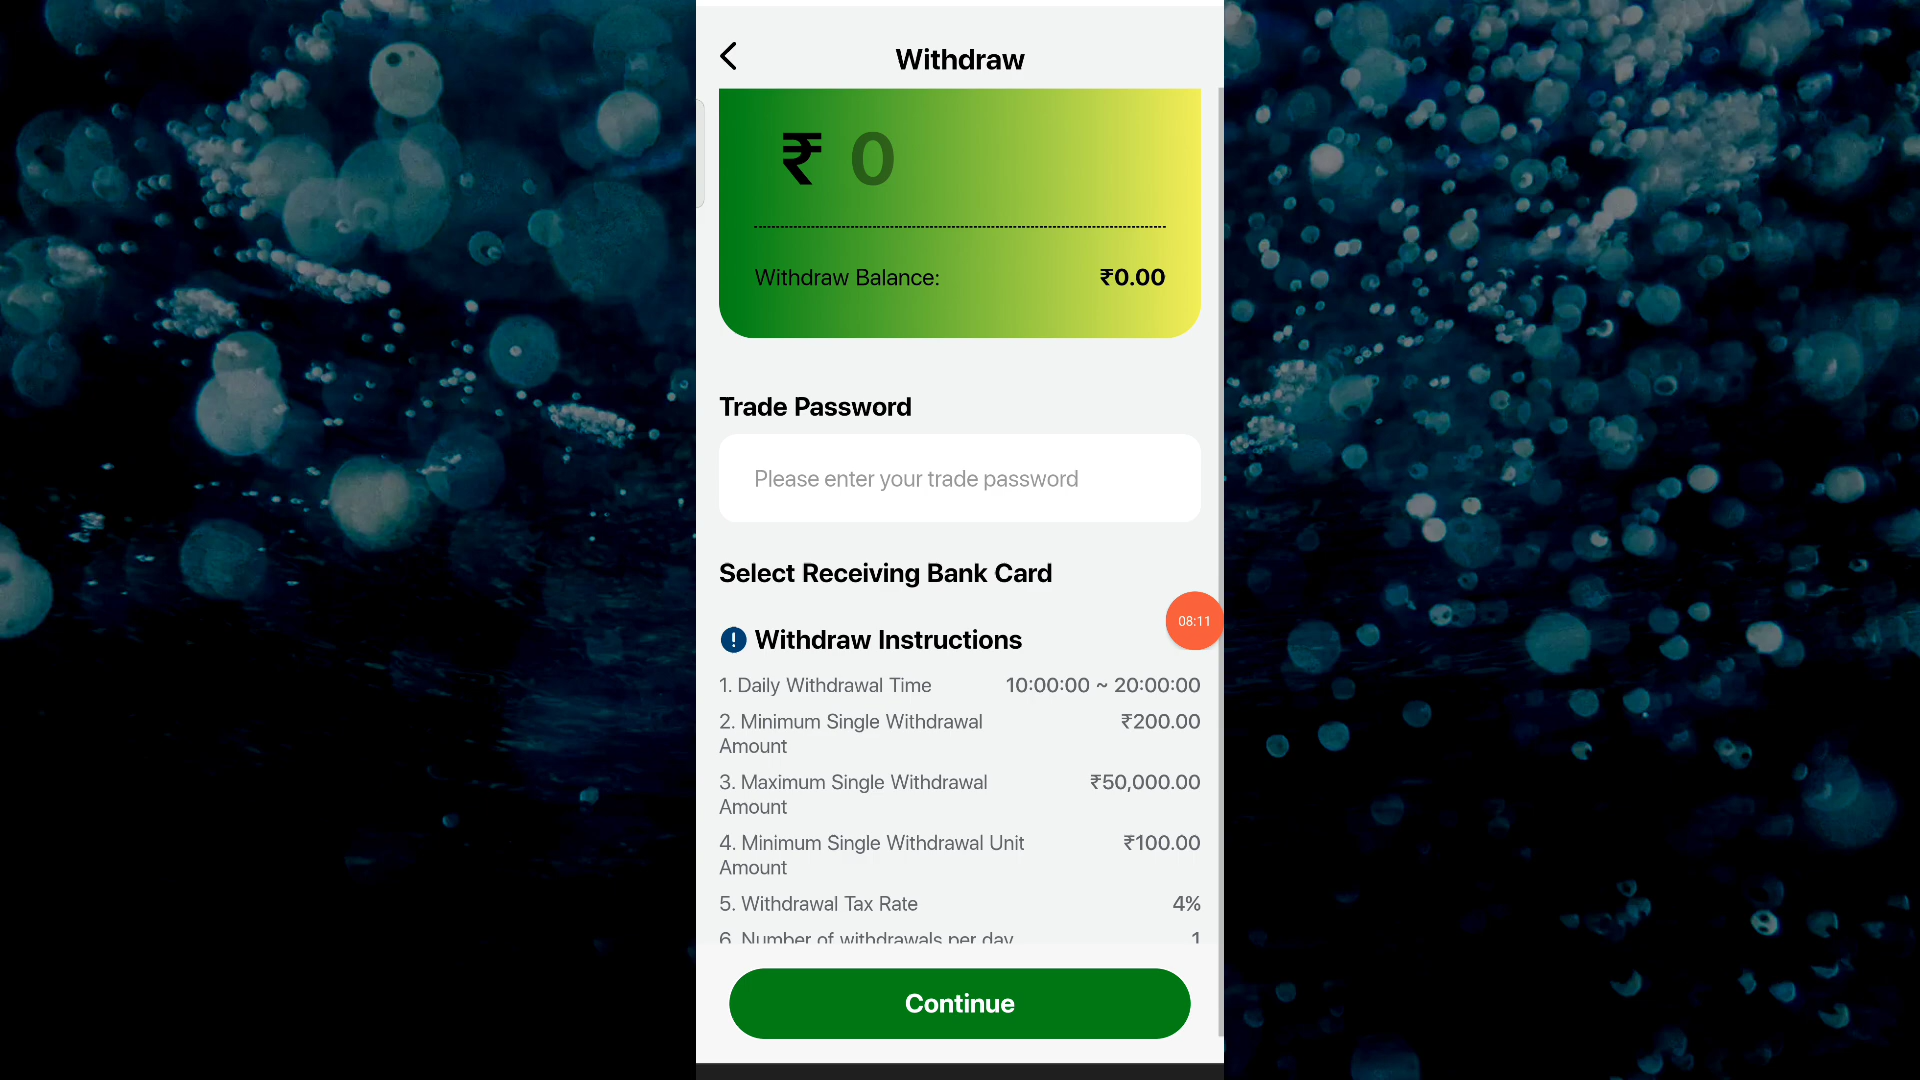 Withdraw
₹ 0
Withdraw Balance: ₹0.00
Trade Password
Please enter your trade password
Select Receiving Bank Card
08:11
! Withdraw Instructions
1. Daily Withdrawal Time 10:00:00 ~ 20:00:00
2. Minimum Single Withdrawal ₹200.00
Amount
3. Maximum Single Withdrawal ₹50,000.00
Amount
4. Minimum Single Withdrawal Unit ₹100.00
Amount
5. Withdrawal Tax Rate 4%
6. Number of withdrawals per day 1
Continue